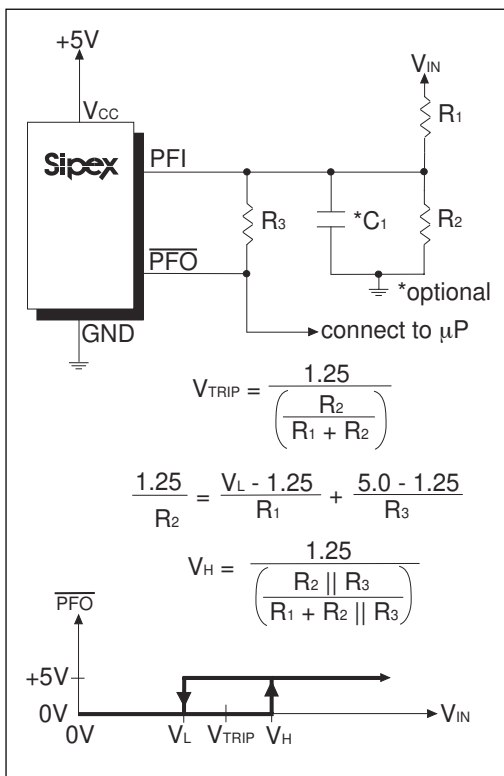 +5V
VIN
VCC
R1
Sipex
PFI
R3
*C1
R2
PFO
*optional
GND
connect to µP
VTRIP = 1.25 / (R2 / (R1 + R2))
1.25 / R2 = (VL - 1.25) / R1 + (5.0 - 1.25) / R3
VH = 1.25 / (R2 || R3 / (R1 + R2 || R3))
PFO
+5V
0V
0V VL VTRIP VH VIN